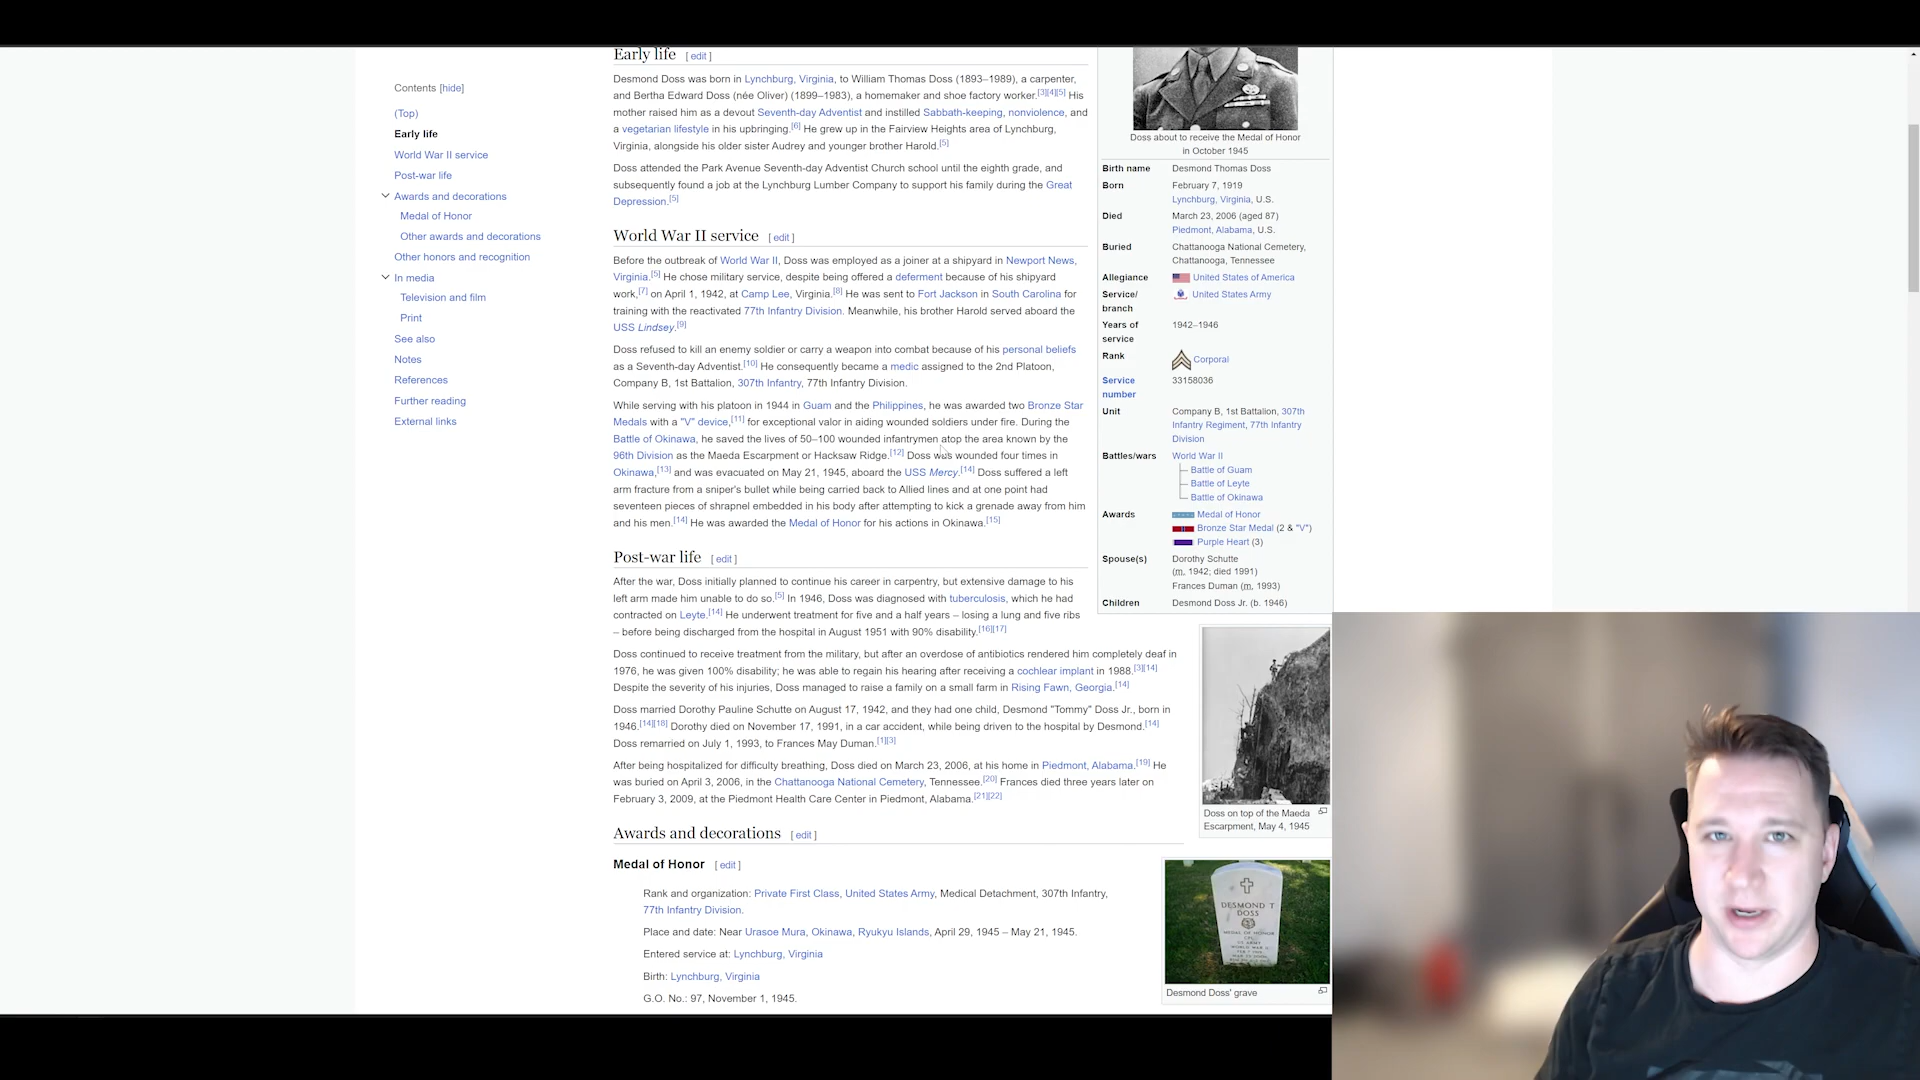 Contents [hide]
(Top)
Early life
World War II service
Post-war life
Awards and decorations
Medal of Honor
Other awards and decorations
Other honors and recognition
In media
Television and film
Print
See also
Notes
References
Further reading
External links
Early life [ edit ]
Desmond Doss was born in Lynchburg, Virginia, to William Thomas Doss (1893–1989), a carpenter,
and Bertha Edward Doss (née Oliver) (1899–1983), a homemaker and shoe factory worker.[3][4][5] His
mother raised him as a devout Seventh-day Adventist and instilled Sabbath-keeping, nonviolence, and
a vegetarian lifestyle in his upbringing.[6] He grew up in the Fairview Heights area of Lynchburg,
Virginia, alongside his older sister Audrey and younger brother Harold.[5]
Doss attended the Park Avenue Seventh-day Adventist Church school until the eighth grade, and
subsequently found a job at the Lynchburg Lumber Company to support his family during the Great
Depression.[5]
World War II service [ edit ]
Before the outbreak of World War II, Doss was employed as a joiner at a shipyard in Newport News,
Virginia.[5] He chose military service, despite being offered a deferment because of his shipyard
work,[7] on April 1, 1942, at Camp Lee, Virginia.[8] He was sent to Fort Jackson in South Carolina for
training with the reactivated 77th Infantry Division. Meanwhile, his brother Harold served aboard the
USS Lindsey.[9]
Doss refused to kill an enemy soldier or carry a weapon into combat because of his personal beliefs
as a Seventh-day Adventist.[10] He consequently became a medic assigned to the 2nd Platoon,
Company B, 1st Battalion, 307th Infantry, 77th Infantry Division.
While serving with his platoon in 1944 in Guam and the Philippines, he was awarded two Bronze Star
Medals with a "V" device,[11] for exceptional valor in aiding wounded soldiers under fire. During the
Battle of Okinawa, he saved the lives of 50–100 wounded infantrymen atop the area known by the
96th Division as the Maeda Escarpment or Hacksaw Ridge.[12] Doss was wounded four times in
Okinawa,[13] and was evacuated on May 21, 1945, aboard the USS Mercy.[14] Doss suffered a left
arm fracture from a sniper's bullet while being carried back to Allied lines and at one point had
seventeen pieces of shrapnel embedded in his body after attempting to kick a grenade away from him
and his men.[14] He was awarded the Medal of Honor for his actions in Okinawa.[15]
Post-war life [ edit ]
After the war, Doss initially planned to continue his career in carpentry, but extensive damage to his
left arm made him unable to do so.[5] In 1946, Doss was diagnosed with tuberculosis, which he had
contracted on Leyte.[14] He underwent treatment for five and a half years – losing a lung and five ribs
– before being discharged from the hospital in August 1951 with 90% disability.[16][17]
Doss continued to receive treatment from the military, but after an overdose of antibiotics rendered him completely deaf in
1976, he was given 100% disability; he was able to regain his hearing after receiving a cochlear implant in 1988.[3][14]
Despite the severity of his injuries, Doss managed to raise a family on a small farm in Rising Fawn, Georgia.[14]
Doss married Dorothy Pauline Schutte on August 17, 1942, and they had one child, Desmond "Tommy" Doss Jr., born in
1946.[14][18] Dorothy died on November 17, 1991, in a car accident, while being driven to the hospital by Desmond.[14]
Doss remarried on July 1, 1993, to Frances May Duman.[1][3]
After being hospitalized for difficulty breathing, Doss died on March 23, 2006, at his home in Piedmont, Alabama.[19] He
was buried on April 3, 2006, in the Chattanooga National Cemetery, Tennessee.[20] Frances died three years later on
February 3, 2009, at the Piedmont Health Care Center in Piedmont, Alabama.[21][22]
Awards and decorations [ edit ]
Medal of Honor [ edit ]
Rank and organization: Private First Class, United States Army, Medical Detachment, 307th Infantry,
77th Infantry Division.
Place and date: Near Urasoe Mura, Okinawa, Ryukyu Islands, April 29, 1945 – May 21, 1945.
Entered service at: Lynchburg, Virginia
Birth: Lynchburg, Virginia
G.O. No.: 97, November 1, 1945.
Doss about to receive the Medal of Honor
in October 1945
Birth name Desmond Thomas Doss
Born February 7, 1919
Lynchburg, Virginia, U.S.
Died March 23, 2006 (aged 87)
Piedmont, Alabama, U.S.
Buried Chattanooga National Cemetery,
Chattanooga, Tennessee
Allegiance United States of America
Service/ United States Army
branch
Years of 1942–1946
service
Rank Corporal
Service 33158036
number
Unit Company B, 1st Battalion, 307th
Infantry Regiment, 77th Infantry
Division
Battles/wars World War II
Battle of Guam
Battle of Leyte
Battle of Okinawa
Awards Medal of Honor
Bronze Star Medal (2 & "V")
Purple Heart (3)
Spouse(s) Dorothy Schutte
(m. 1942; died 1991)
Frances Duman (m. 1993)
Children Desmond Doss Jr. (b. 1946)
Doss on top of the Maeda
Escarpment, May 4, 1945
DESMOND T
DOSS
MEDAL OF HONOR
Desmond Doss' grave